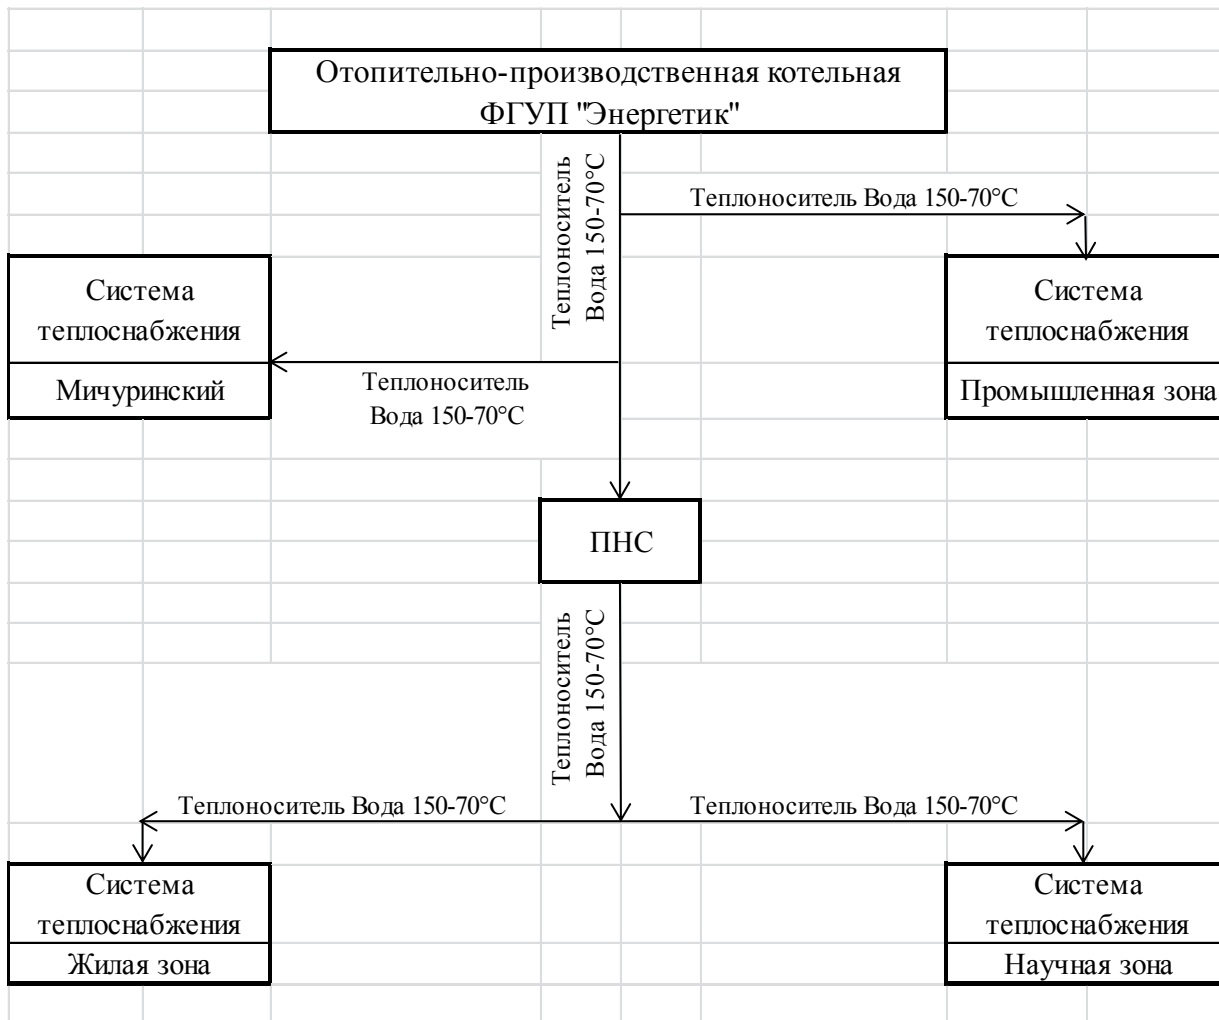 Отопительно-производственная котельная
ФГУП "Энергетик"
Теплоноситель
Вода 150-70°С
Теплоноситель Вода 150-70°С
Система
теплоснабжения
Мичуринский
Система
теплоснабжения
Промышленная зона
Теплоноситель
Вода 150-70°С
ПНС
Теплоноситель
Вода 150-70°С
Теплоноситель Вода 150-70°С
Теплоноситель Вода 150-70°С
Система
теплоснабжения
Жилая зона
Система
теплоснабжения
Научная зона